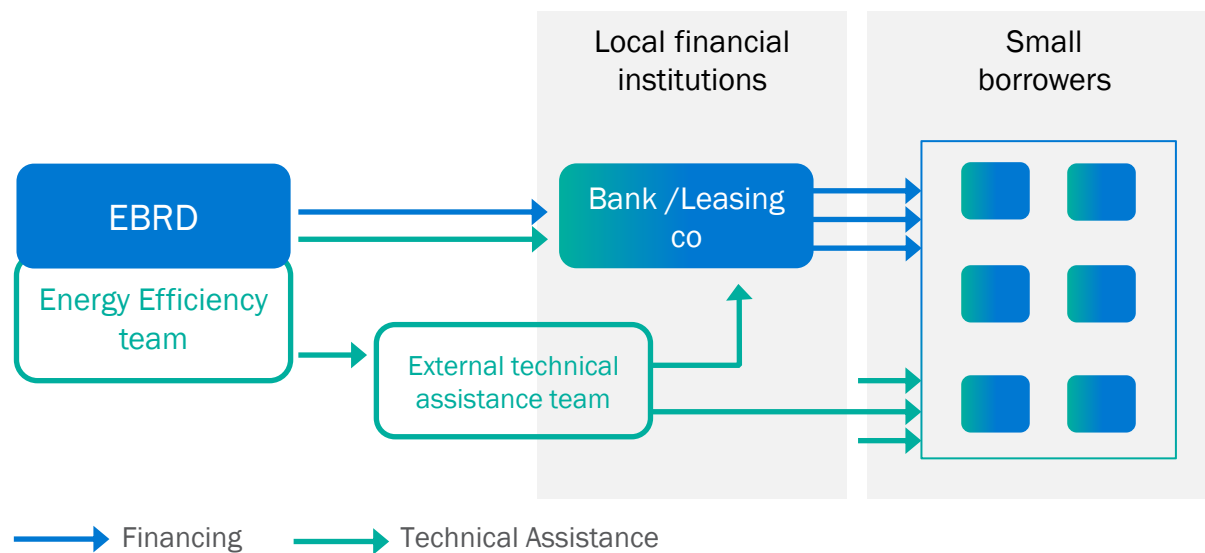 Local financial
institutions
Small
borrowers
EBRD
Bank /Leasing
co
Energy Efficiency
team
External technical
assistance team
Financing
Technical Assistance